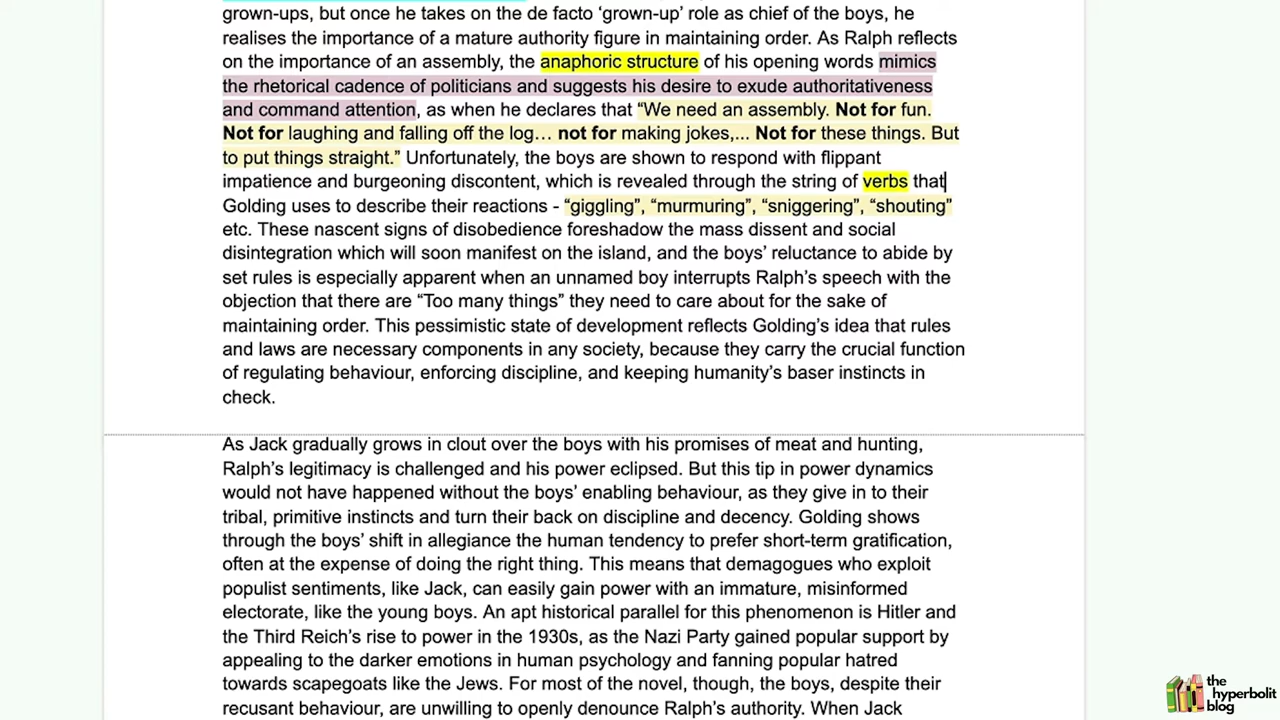 grown-ups, but once he takes on the de facto ‘grown-up’ role as chief of the boys, he
realises the importance of a mature authority figure in maintaining order. As Ralph reflects
on the importance of an assembly, the anaphoric structure of his opening words mimics
the rhetorical cadence of politicians and suggests his desire to exude authoritativeness
and command attention, as when he declares that “We need an assembly. Not for fun.
Not for laughing and falling off the log… not for making jokes,... Not for these things. But
to put things straight.” Unfortunately, the boys are shown to respond with flippant
impatience and burgeoning discontent, which is revealed through the string of verbs that
Golding uses to describe their reactions - “giggling”, “murmuring”, “sniggering”, “shouting”
etc. These nascent signs of disobedience foreshadow the mass dissent and social
disintegration which will soon manifest on the island, and the boys’ reluctance to abide by
set rules is especially apparent when an unnamed boy interrupts Ralph’s speech with the
objection that there are “Too many things” they need to care about for the sake of
maintaining order. This pessimistic state of development reflects Golding’s idea that rules
and laws are necessary components in any society, because they carry the crucial function
of regulating behaviour, enforcing discipline, and keeping humanity’s baser instincts in
check.
As Jack gradually grows in clout over the boys with his promises of meat and hunting,
Ralph’s legitimacy is challenged and his power eclipsed. But this tip in power dynamics
would not have happened without the boys’ enabling behaviour, as they give in to their
tribal, primitive instincts and turn their back on discipline and decency. Golding shows
through the boys’ shift in allegiance the human tendency to prefer short-term gratification,
often at the expense of doing the right thing. This means that demagogues who exploit
populist sentiments, like Jack, can easily gain power with an immature, misinformed
electorate, like the young boys. An apt historical parallel for this phenomenon is Hitler and
the Third Reich’s rise to power in the 1930s, as the Nazi Party gained popular support by
appealing to the darker emotions in human psychology and fanning popular hatred
towards scapegoats like the Jews. For most of the novel, though, the boys, despite their
recusant behaviour, are unwilling to openly denounce Ralph’s authority. When Jack
the
hyperbolit
blog